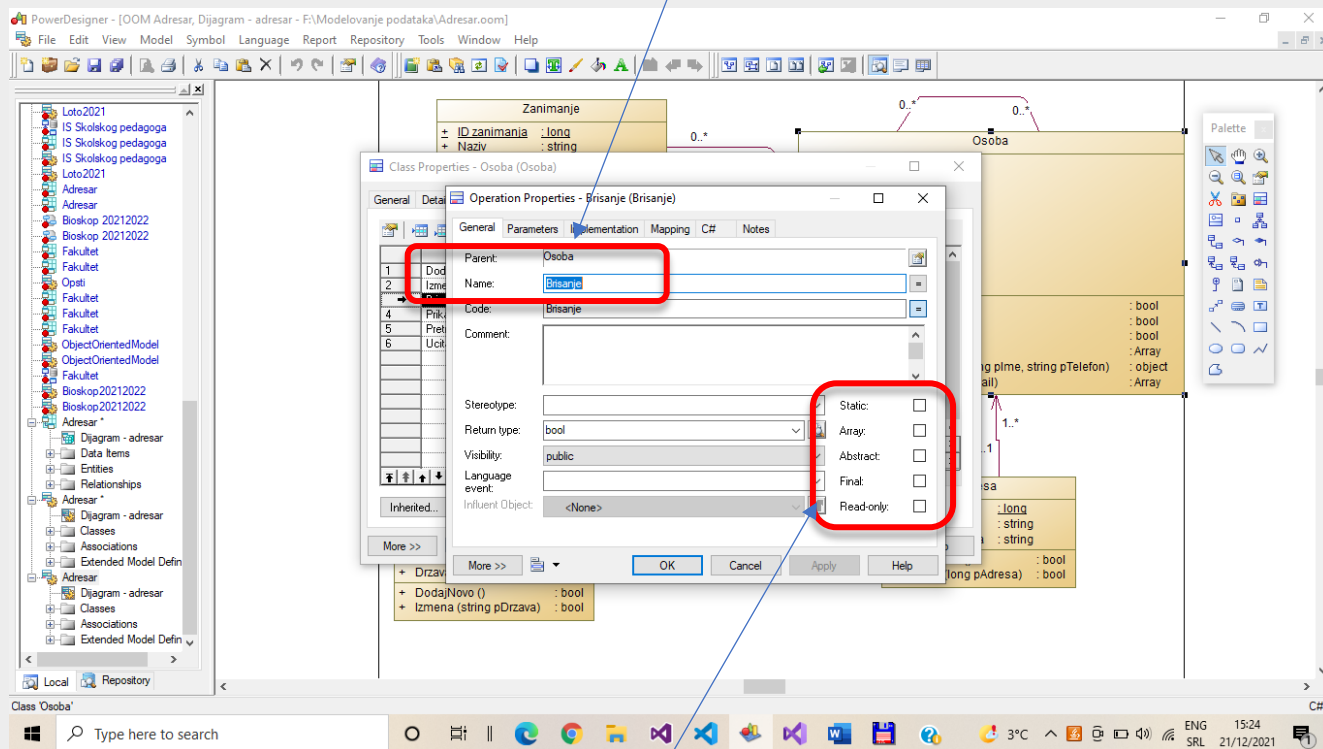 PowerDesigner - [OOM Adresar, Dijagram - adresar - F:\Modelovanje podataka\Adresar.oom]
File Edit View Model Symbol Language Report Repository Tools Window Help
Loto2021
IS Skolskog pedagoga
IS Skolskog pedagoga
IS Skolskog pedagoga
Loto2021
Adresar
Adresar
Bioskop 20212022
Bioskop 20212022
Fakultet
Fakultet
Opsti
Fakultet
Fakultet
Fakultet
ObjectOrientedModel
ObjectOrientedModel
Fakultet
Bioskop20212022
Bioskop20212022
Adresar *
Dijagram - adresar
Data Items
Entities
Relationships
Adresar *
Dijagram - adresar
Classes
Associations
Extended Model Defin
Adresar
Dijagram - adresar
Classes
Associations
Extended Model Defin
Local Repository
Zanimanje
+ ID zanimanja : long
+ Naziv : string
0..*
0..*
0..*
Osoba
: bool
: bool
: bool
: Array
pIme, string pTelefon) : object
: Array
1..*
: long
: string
: string
: bool
(long pAdresa) : bool
+ DodajNovo () : bool
+ Izmena (string pDrzava) : bool
Palette
Class Properties - Osoba (Osoba)
General
1
2
4
5
6
Inherited...
More >>
Operation Properties - Brisanje (Brisanje)
General Parameters Implementation Mapping C# Notes
Parent: Osoba
Name: Brisanje =
Code: Brisanje =
Comment:
Stereotype:
Static:
Return type: bool
Array:
Visibility: public
Abstract:
Language event:
Final:
Influent Object: <None>
Read-only:
More >> OK Cancel Apply Help
Class 'Osoba'
C#
Type here to search
3°C
ENG
SRL
15:24
21/12/2021
1